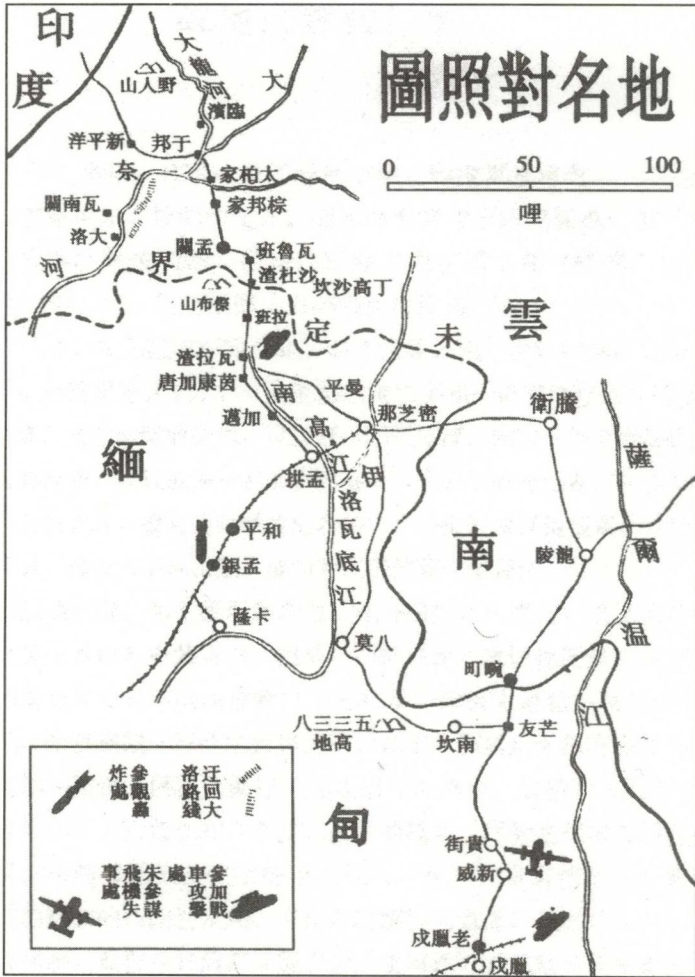 地名對照圖
0 50 100
哩
印度
大龍河
大
野人山
臨濱
新平洋
于邦
太柏家
奈
河
瓦南關
大洛
棕邦家
孟關
瓦魯班
沙杜渣
界
未
定
傑布山
拉班
丁高沙坎
雲
南
瓦拉渣
茵康加唐
加邁
南高江
曼平
密芝那
騰衛
緬
甸
孟拱
伊洛瓦底江
薩爾温
龍陵
和平
孟銀
卡薩
八莫
畹町
五三三八
高地
南坎
芒友
貴街
新威
老臘戍
臘戍
迂回大
洛路綫
參觀轟
炸處
參加戰
車攻擊
處
朱參謀
飛機失
事處